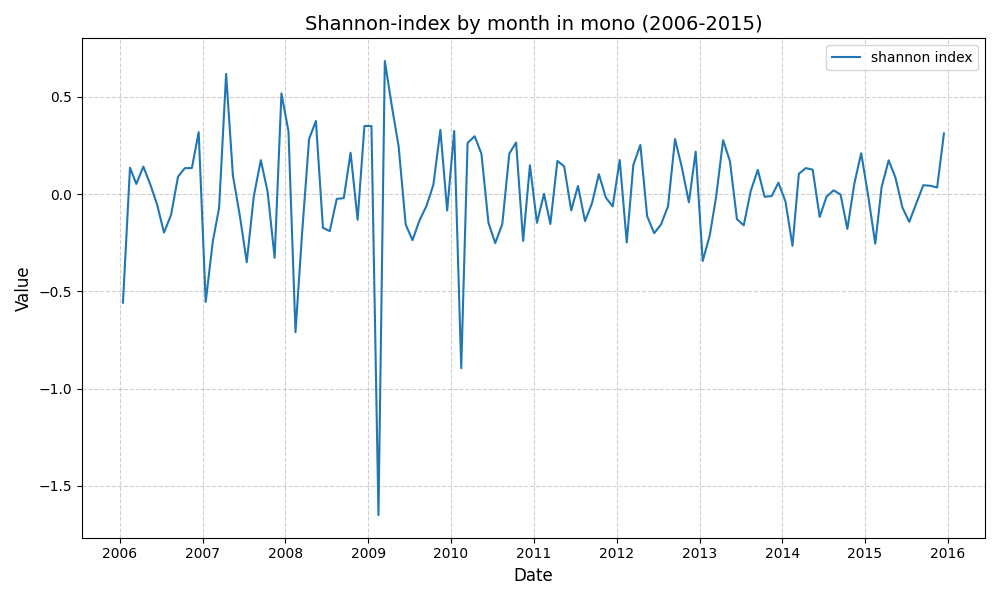 Shannon-index by month in mono (2006-2015)
shannon index
0.5
0.0
−0.5
−1.0
−1.5
Value
2006 2007 2008 2009 2010 2011 2012 2013 2014 2015 2016
Date